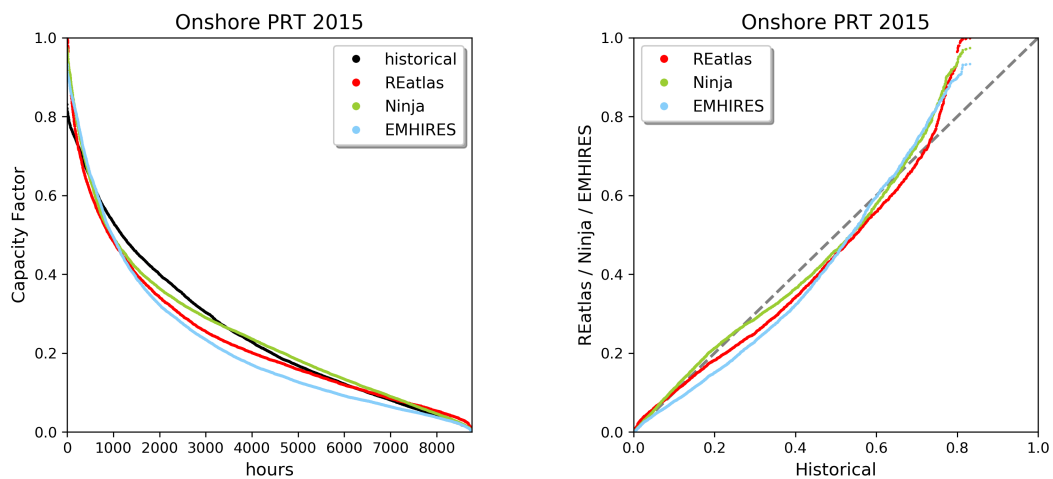 Onshore PRT 2015
Capacity Factor
1.0
0.8
0.6
0.4
0.2
0.0
historical
REatlas
Ninja
EMHIRES
0 1000 2000 3000 4000 5000 6000 7000 8000
hours
Onshore PRT 2015
REatlas / Ninja / EMHIRES
1.0
0.8
0.6
0.4
0.2
0.0
REatlas
Ninja
EMHIRES
0.0 0.2 0.4 0.6 0.8 1.0
Historical